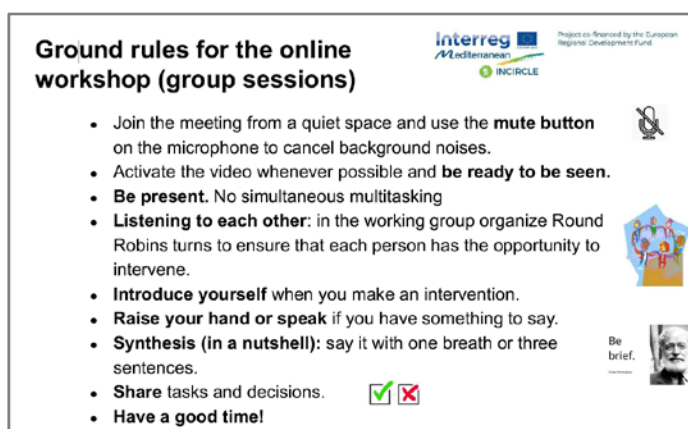 Ground rules for the online
workshop (group sessions)
Interreg
Mediterranean
INCIRCLE
Project co-financed by the European
Regional Development Fund
• Join the meeting from a quiet space and use the mute button
on the microphone to cancel background noises.
• Activate the video whenever possible and be ready to be seen.
• Be present. No simultaneous multitasking
• Listening to each other: in the working group organize Round
Robins turns to ensure that each person has the opportunity to
intervene.
• Introduce yourself when you make an intervention.
• Raise your hand or speak if you have something to say.
• Synthesis (in a nutshell): say it with one breath or three
sentences.
Be
brief.
• Share tasks and decisions.
• Have a good time!